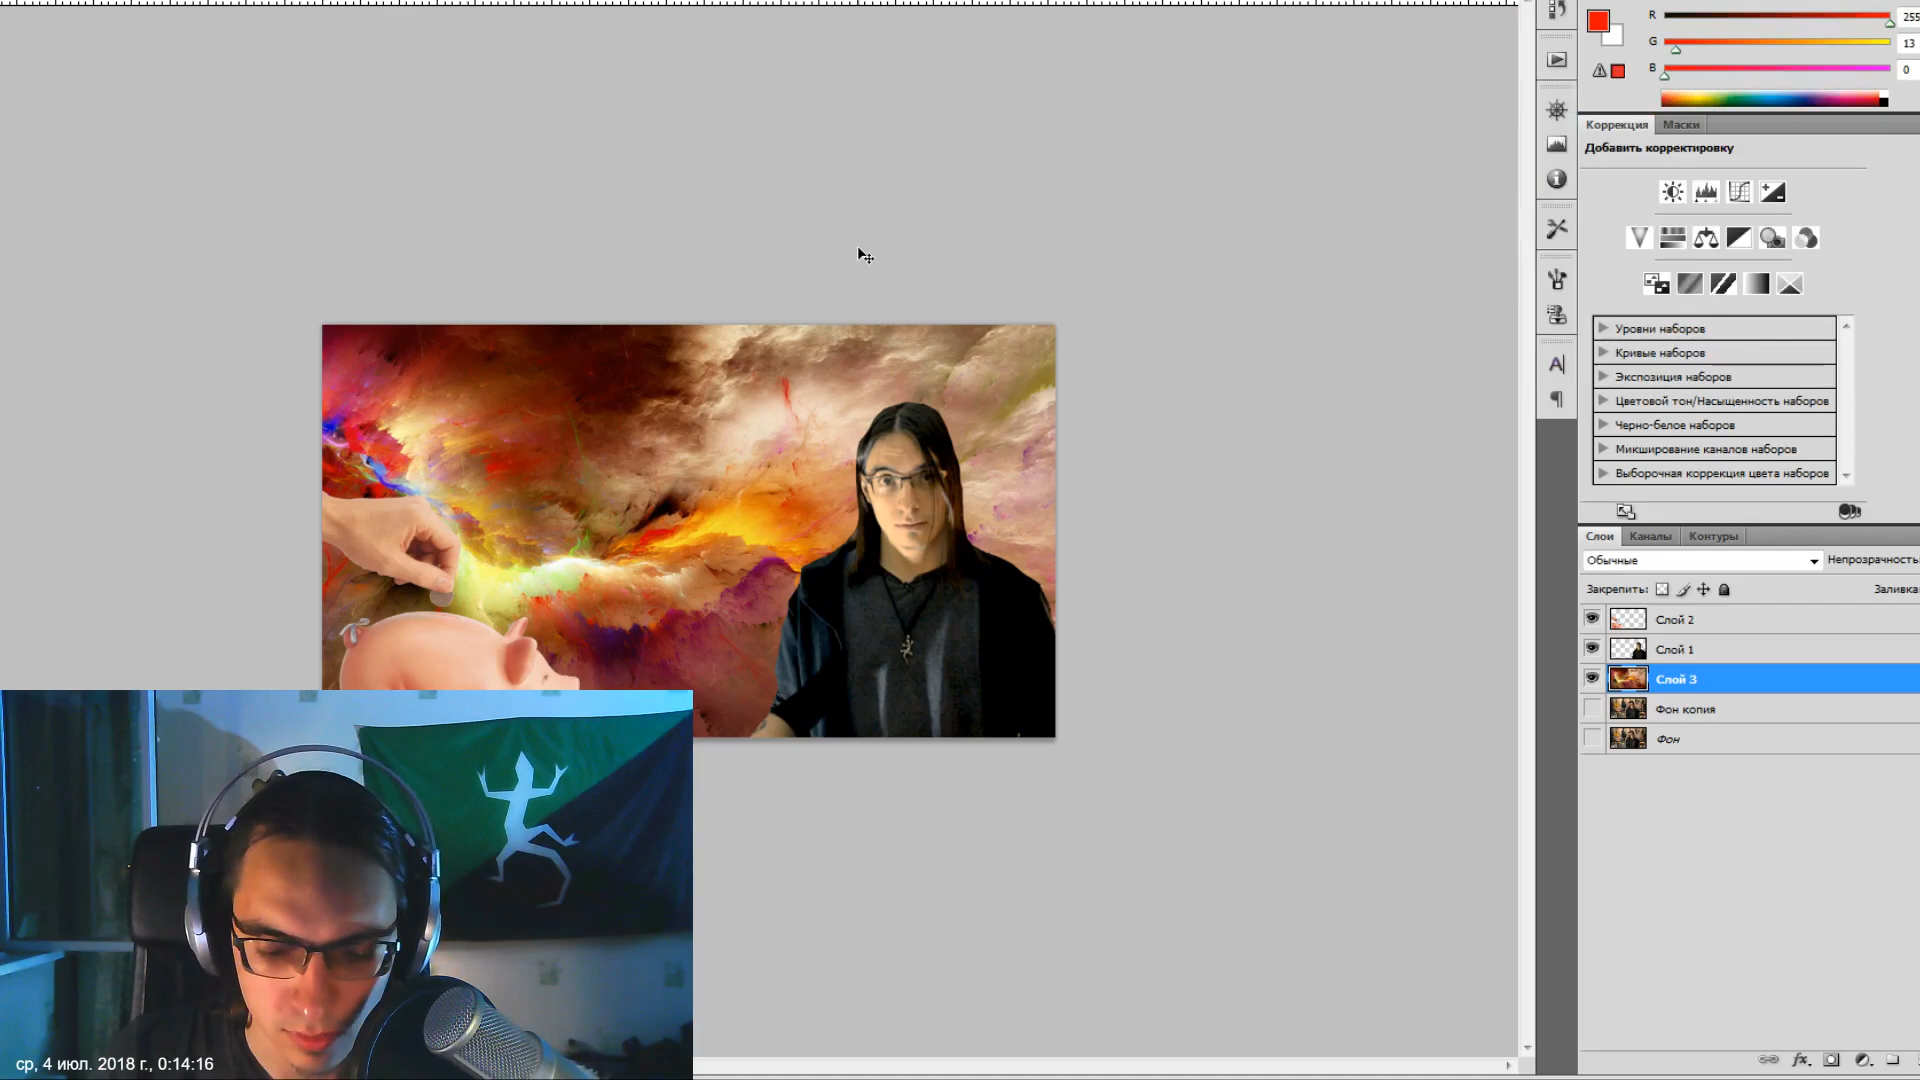 R 255
G 13
B 0
Коррекция Маски
Добавить корректировку
Уровни наборов
Кривые наборов
Экспозиция наборов
Цветовой тон/Насыщенность наборов
Черно-белое наборов
Микширование каналов наборов
Выборочная коррекция цвета наборов
Слои Каналы Контуры
Обычные Непрозрачность:
Закрепить: Заливка:
Слой 2
Слой 1
Слой 3
Фон копия
Фон
fx.
ср, 4 июл. 2018 г., 0:14:16